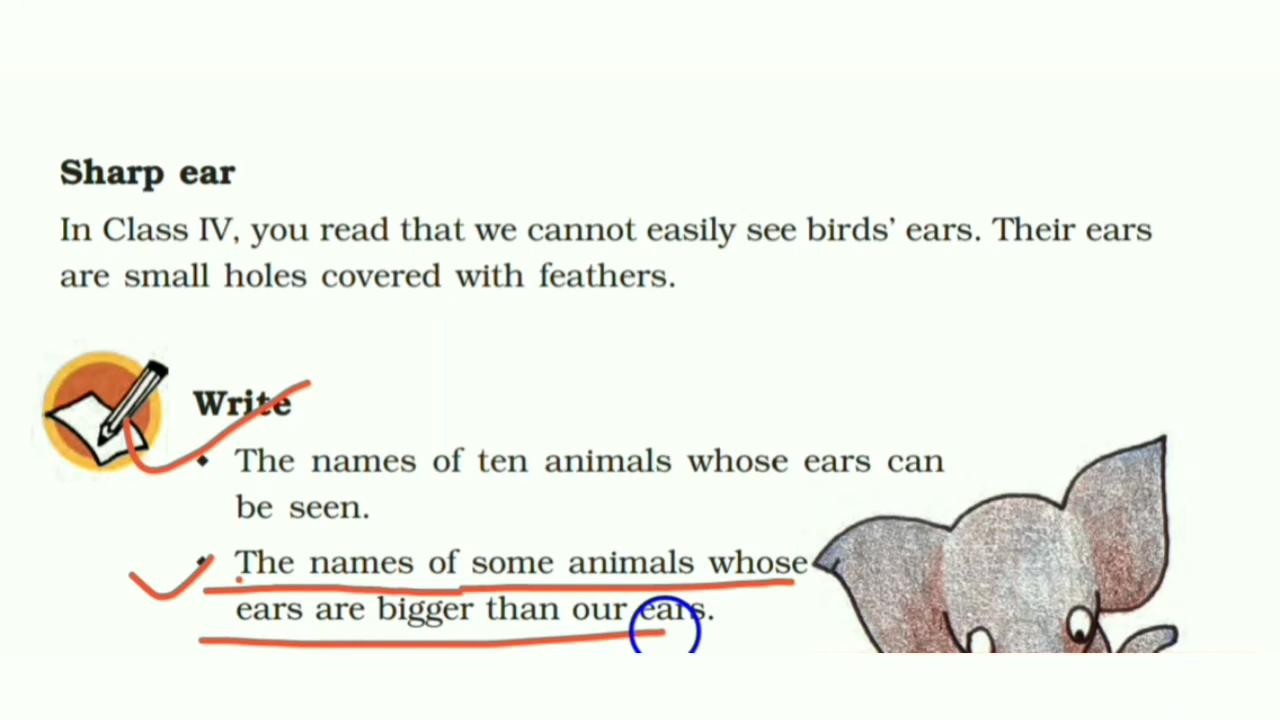 Sharp ear
In Class IV, you read that we cannot easily see birds’ ears. Their ears
are small holes covered with feathers.
Write
The names of ten animals whose ears can
be seen.
The names of some animals whose
ears are bigger than our ears.